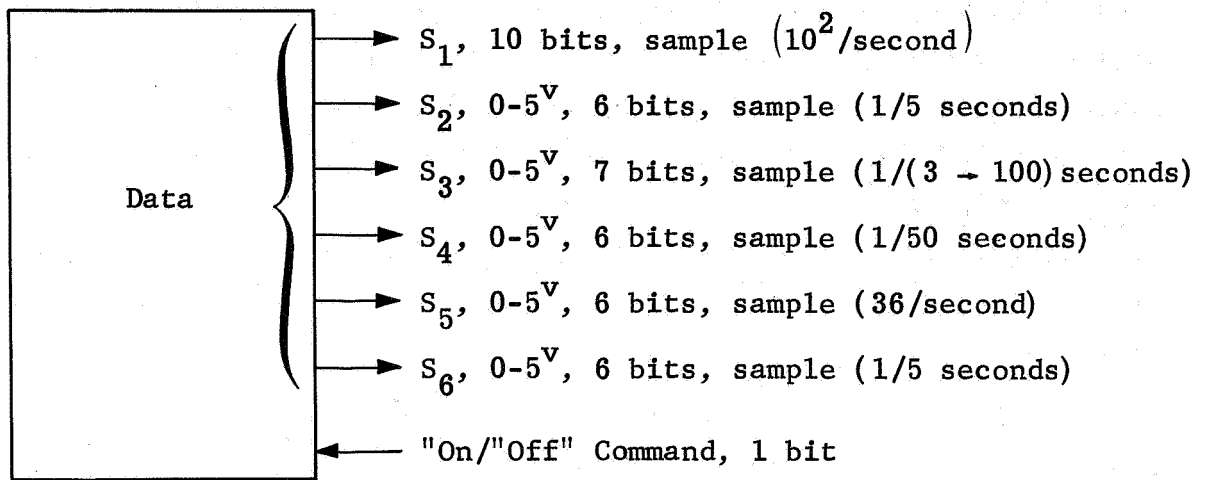 S₁, 10 bits, sample (10²/second)
S₂, 0-5ⱽ, 6 bits, sample (1/5 seconds)
S₃, 0-5ⱽ, 7 bits, sample (1/(3 → 100) seconds)
Data
S₄, 0-5ⱽ, 6 bits, sample (1/50 seconds)
S₅, 0-5ⱽ, 6 bits, sample (36/second)
S₆, 0-5ⱽ, 6 bits, sample (1/5 seconds)
"On/"Off" Command, 1 bit